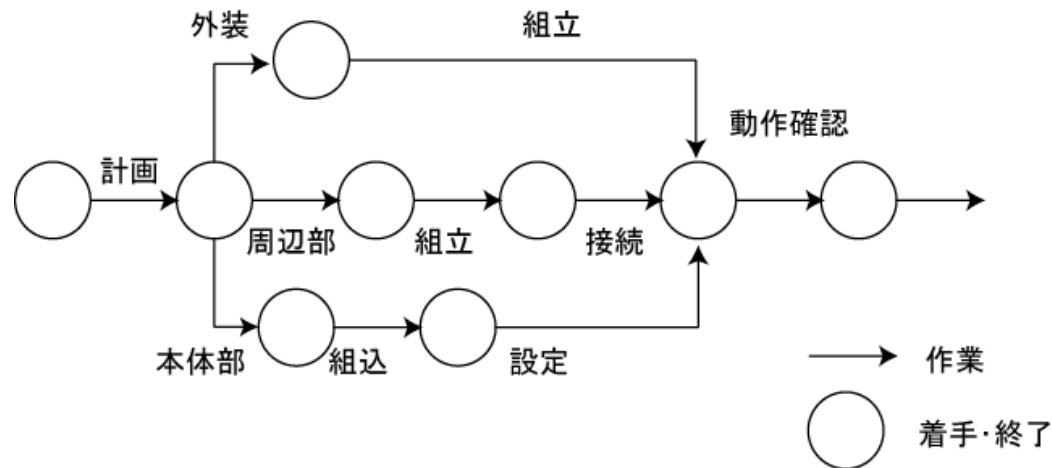 外装
組立
動作確認
計画
周辺部
組立
接続
本体部
組込
設定
作業
着手・終了